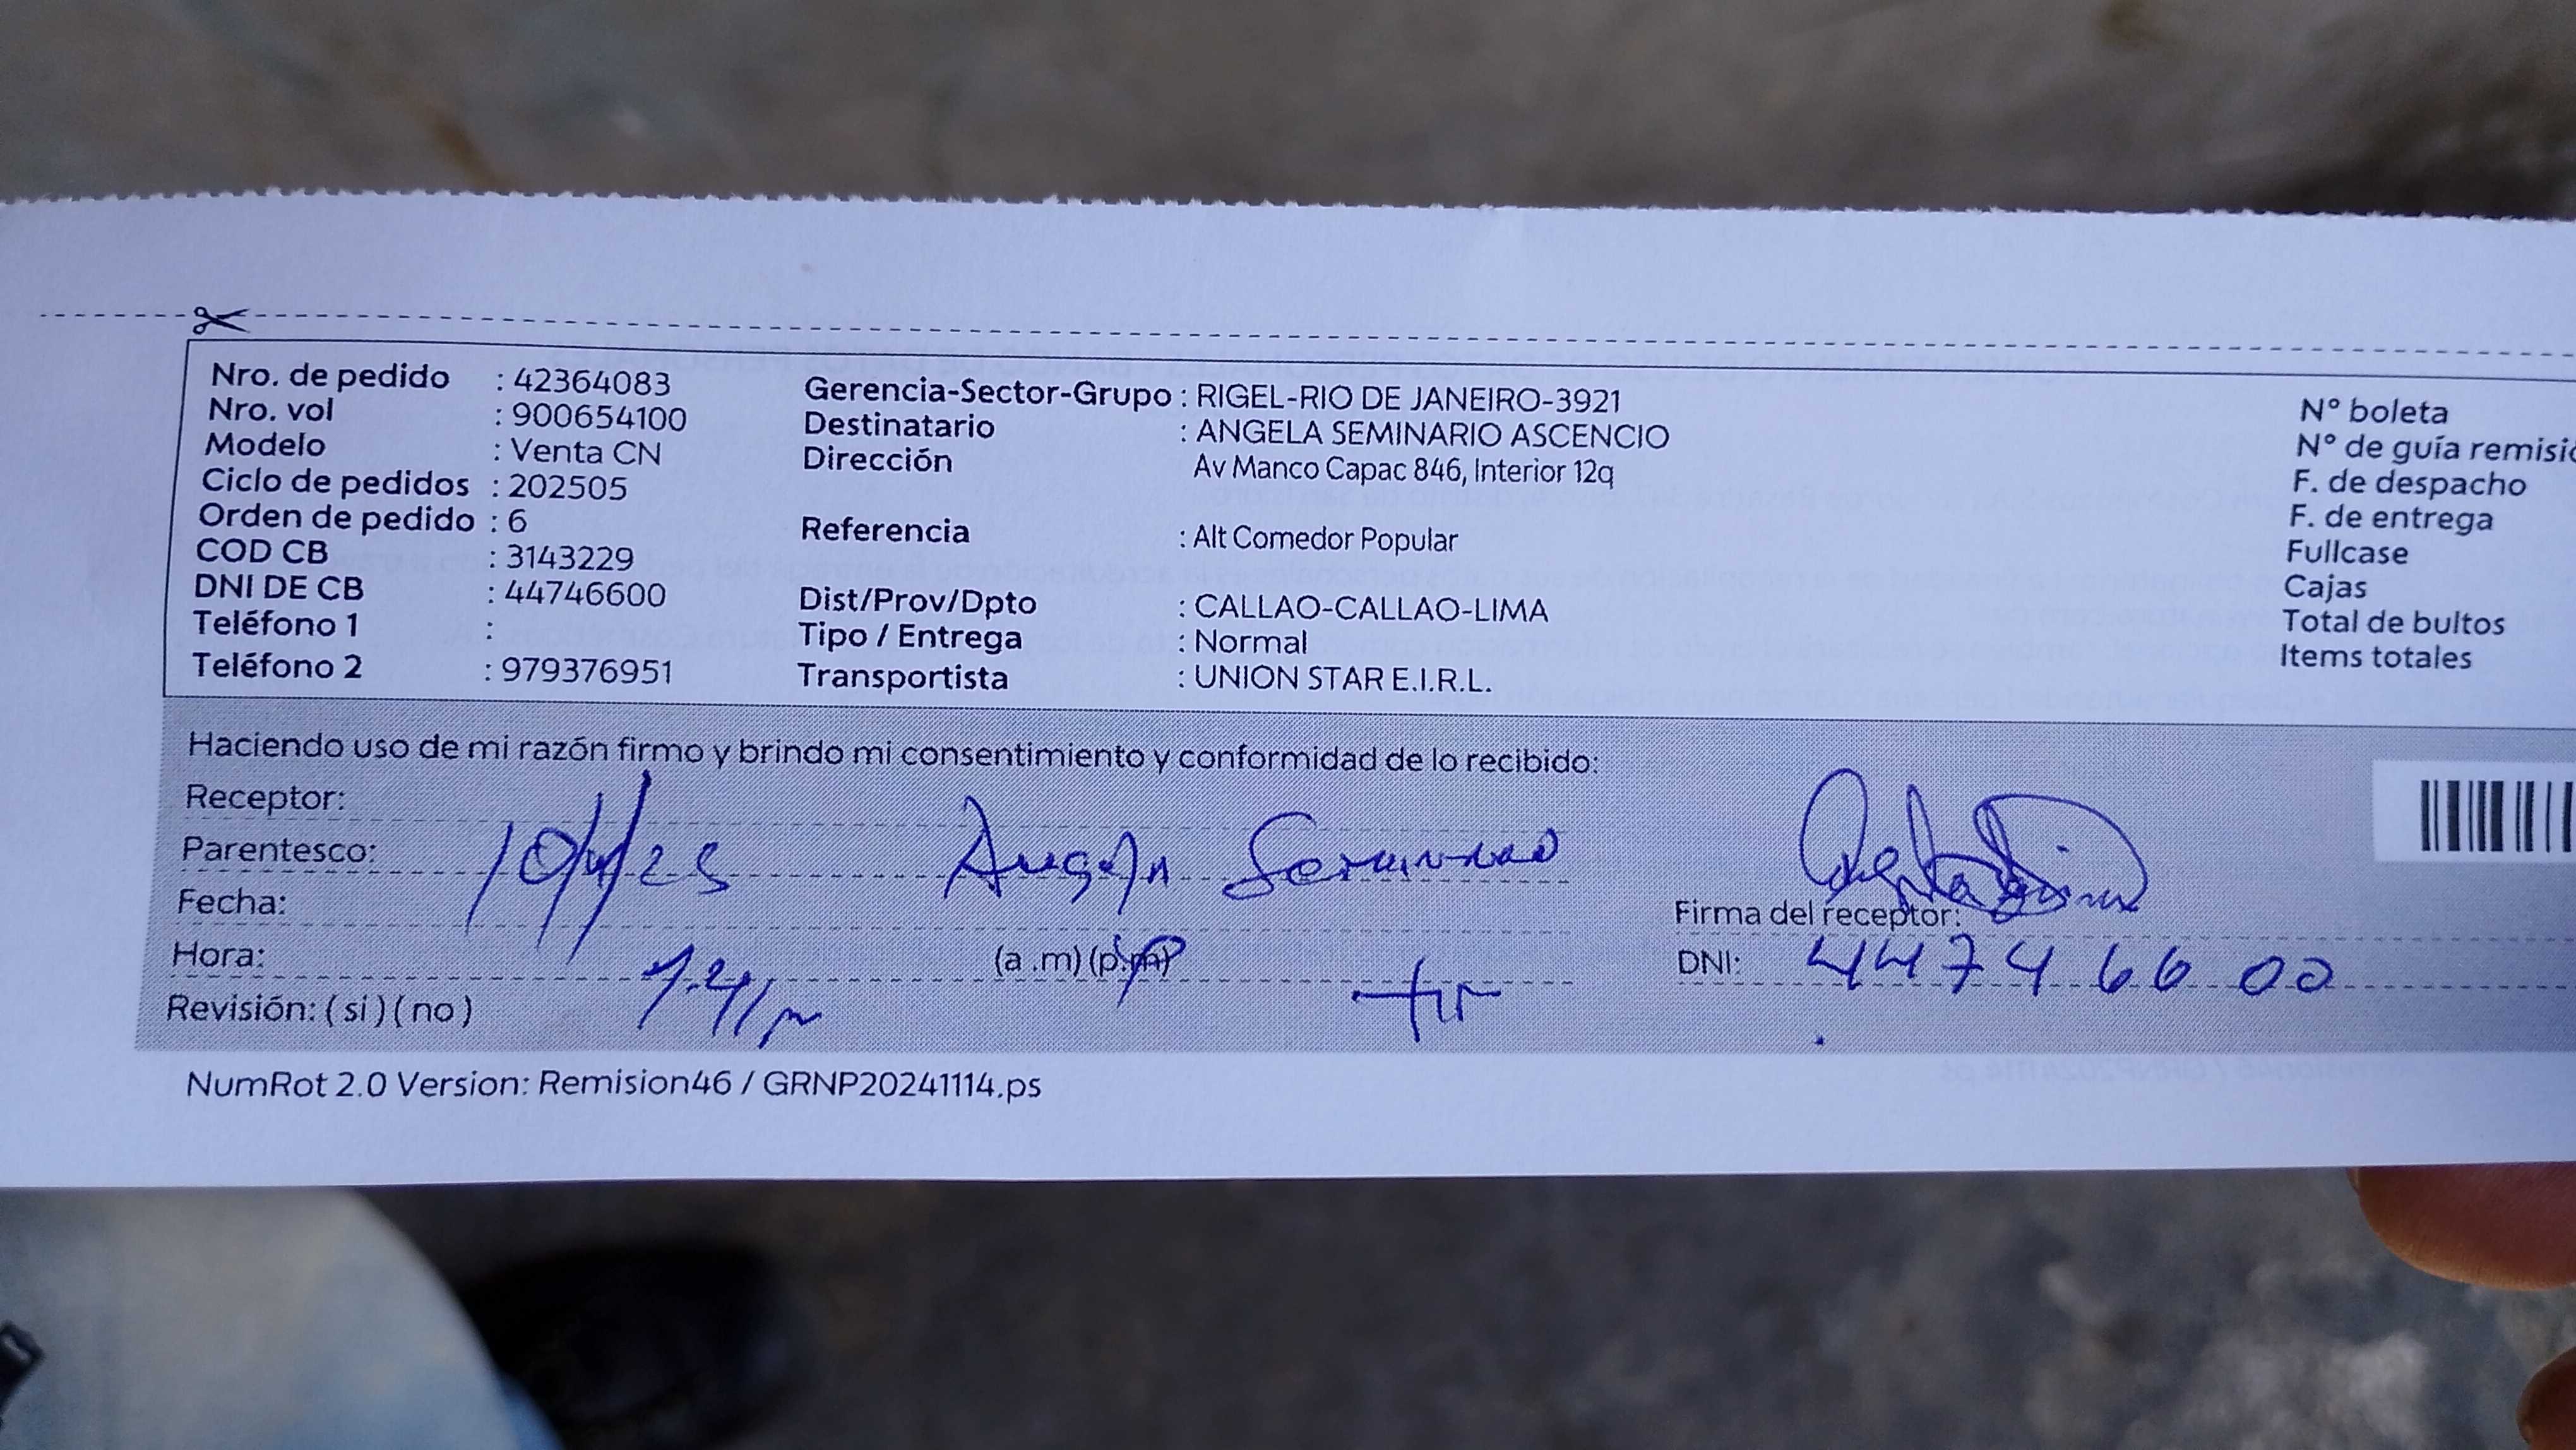 Nro. de pedido : 42364083
Nro. vol : 900654100
Modelo : Venta CN
Ciclo de pedidos : 202505
Orden de pedido : 6
COD CB : 3143229
DNI DE CB : 44746600
Teléfono 1 :
Teléfono 2 : 979376951
Gerencia-Sector-Grupo : RIGEL-RIO DE JANEIRO-3921
Destinatario : ANGELA SEMINARIO ASCENCIO
Dirección Av Manco Capac 846, Interior 12q
Referencia : Alt Comedor Popular
Dist/Prov/Dpto : CALLAO-CALLAO-LIMA
Tipo / Entrega : Normal
Transportista : UNION STAR E.I.R.L.
N° boleta
N° de guía remisió
F. de despacho
F. de entrega
Fullcase
Cajas
Total de bultos
Items totales
Haciendo uso de mi razón firmo y brindo mi consentimiento y conformidad de lo recibido:
Receptor:
Parentesco: Angela Seminario
Fecha:
Hora: (a .m) (p.m)
Revisión: ( si ) ( no )
Firma del receptor:
DNI: 44746600
NumRot 2.0 Version: Remision46 / GRNP20241114.ps